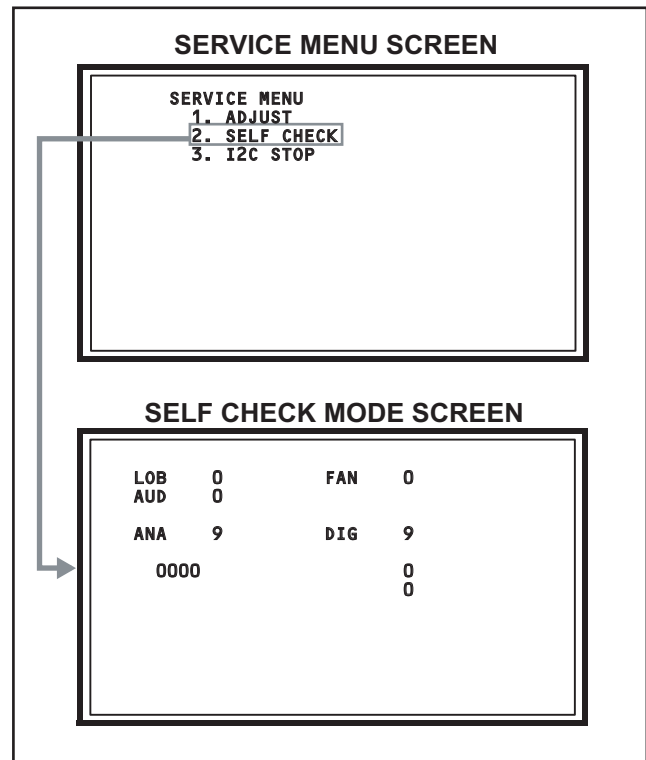 SERVICE MENU SCREEN
SERVICE MENU
1. ADJUST
2. SELF CHECK
3. I2C STOP
SELF CHECK MODE SCREEN
LOB 0 FAN 0
AUD 0
ANA 9 DIG 9
0000 0
0